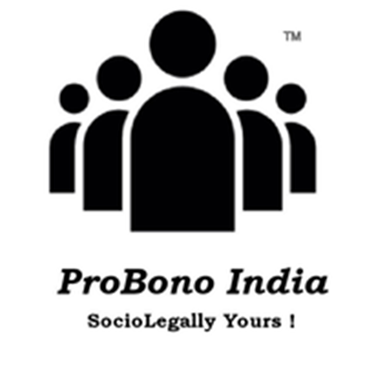 TM
ProBono India
SocioLegally Yours !